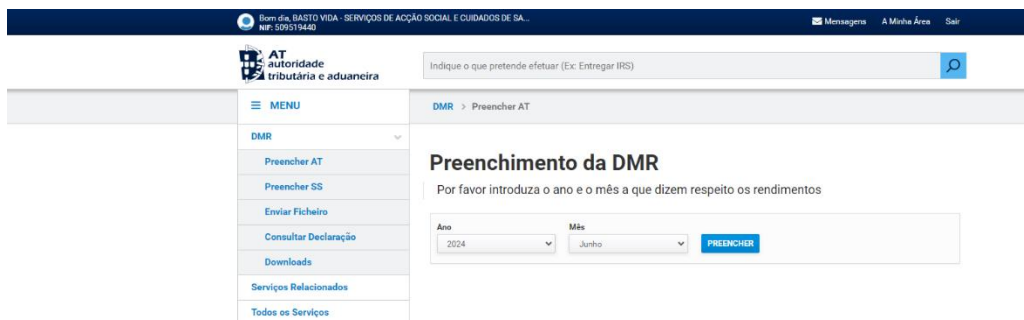 Bom dia, BASTO VIDA - SERVIÇOS DE ACÇÃO SOCIAL E CUIDADOS DE SA...
NIF: 509519440
Mensagens A Minha Área Sair
AT
autoridade
tributária e aduaneira
Indique o que pretende efetuar (Ex: Entregar IRS)
MENU
DMR > Preencher AT
DMR
Preencher AT
Preencher SS
Enviar Ficheiro
Consultar Declaração
Downloads
Serviços Relacionados
Todos os Serviços
Preenchimento da DMR
Por favor introduza o ano e o mês a que dizem respeito os rendimentos
Ano Mês
2024 Junho PREENCHER